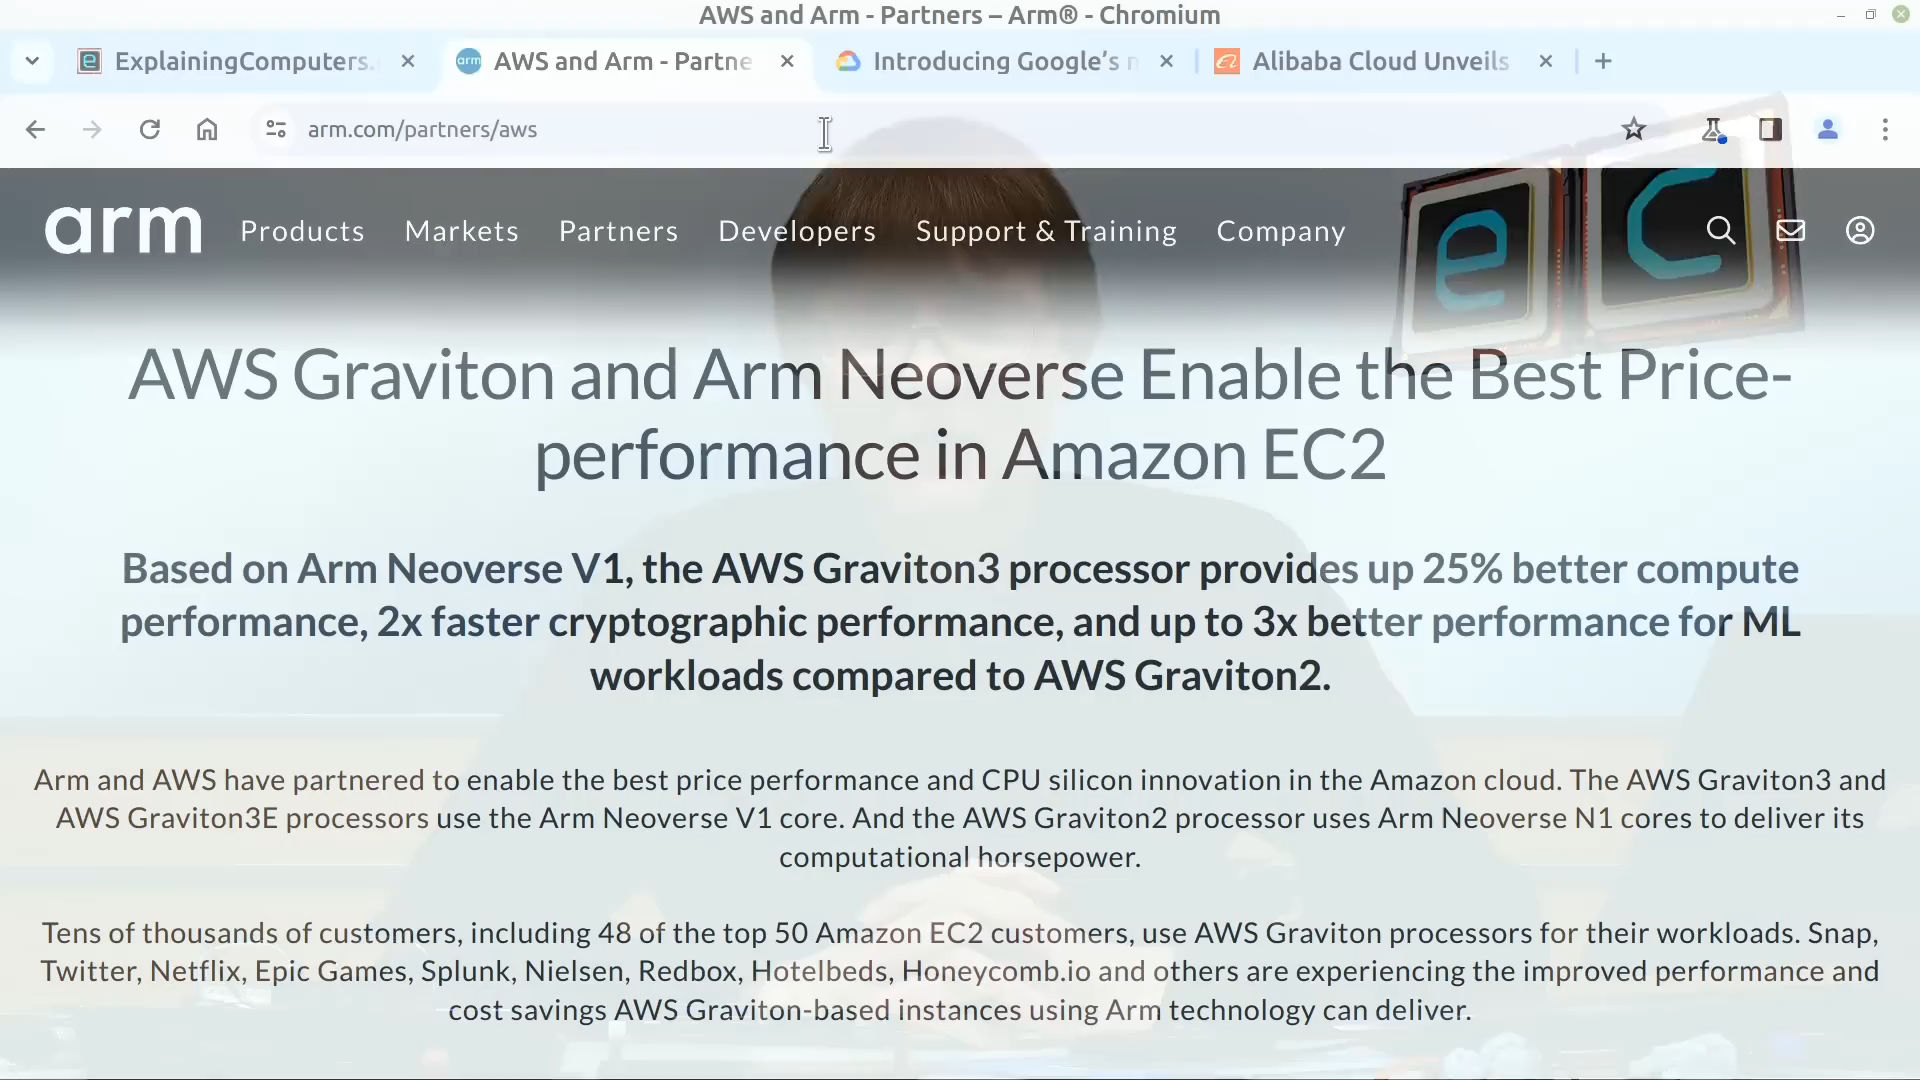 AWS and Arm - Partners – Arm® - Chromium
ExplainingComputers.
AWS and Arm - Partne
Introducing Google's n
Alibaba Cloud Unveils
arm.com/partners/aws
arm
Products
Markets
Partners
Developers
Support & Training
Company
e C
AWS Graviton and Arm Neoverse Enable the Best Price-
performance in Amazon EC2
Based on Arm Neoverse V1, the AWS Graviton3 processor provides up 25% better compute
performance, 2x faster cryptographic performance, and up to 3x better performance for ML
workloads compared to AWS Graviton2.
Arm and AWS have partnered to enable the best price performance and CPU silicon innovation in the Amazon cloud. The AWS Graviton3 and
AWS Graviton3E processors use the Arm Neoverse V1 core. And the AWS Graviton2 processor uses Arm Neoverse N1 cores to deliver its
computational horsepower.
Tens of thousands of customers, including 48 of the top 50 Amazon EC2 customers, use AWS Graviton processors for their workloads. Snap,
Twitter, Netflix, Epic Games, Splunk, Nielsen, Redbox, Hotelbeds, Honeycomb.io and others are experiencing the improved performance and
cost savings AWS Graviton-based instances using Arm technology can deliver.